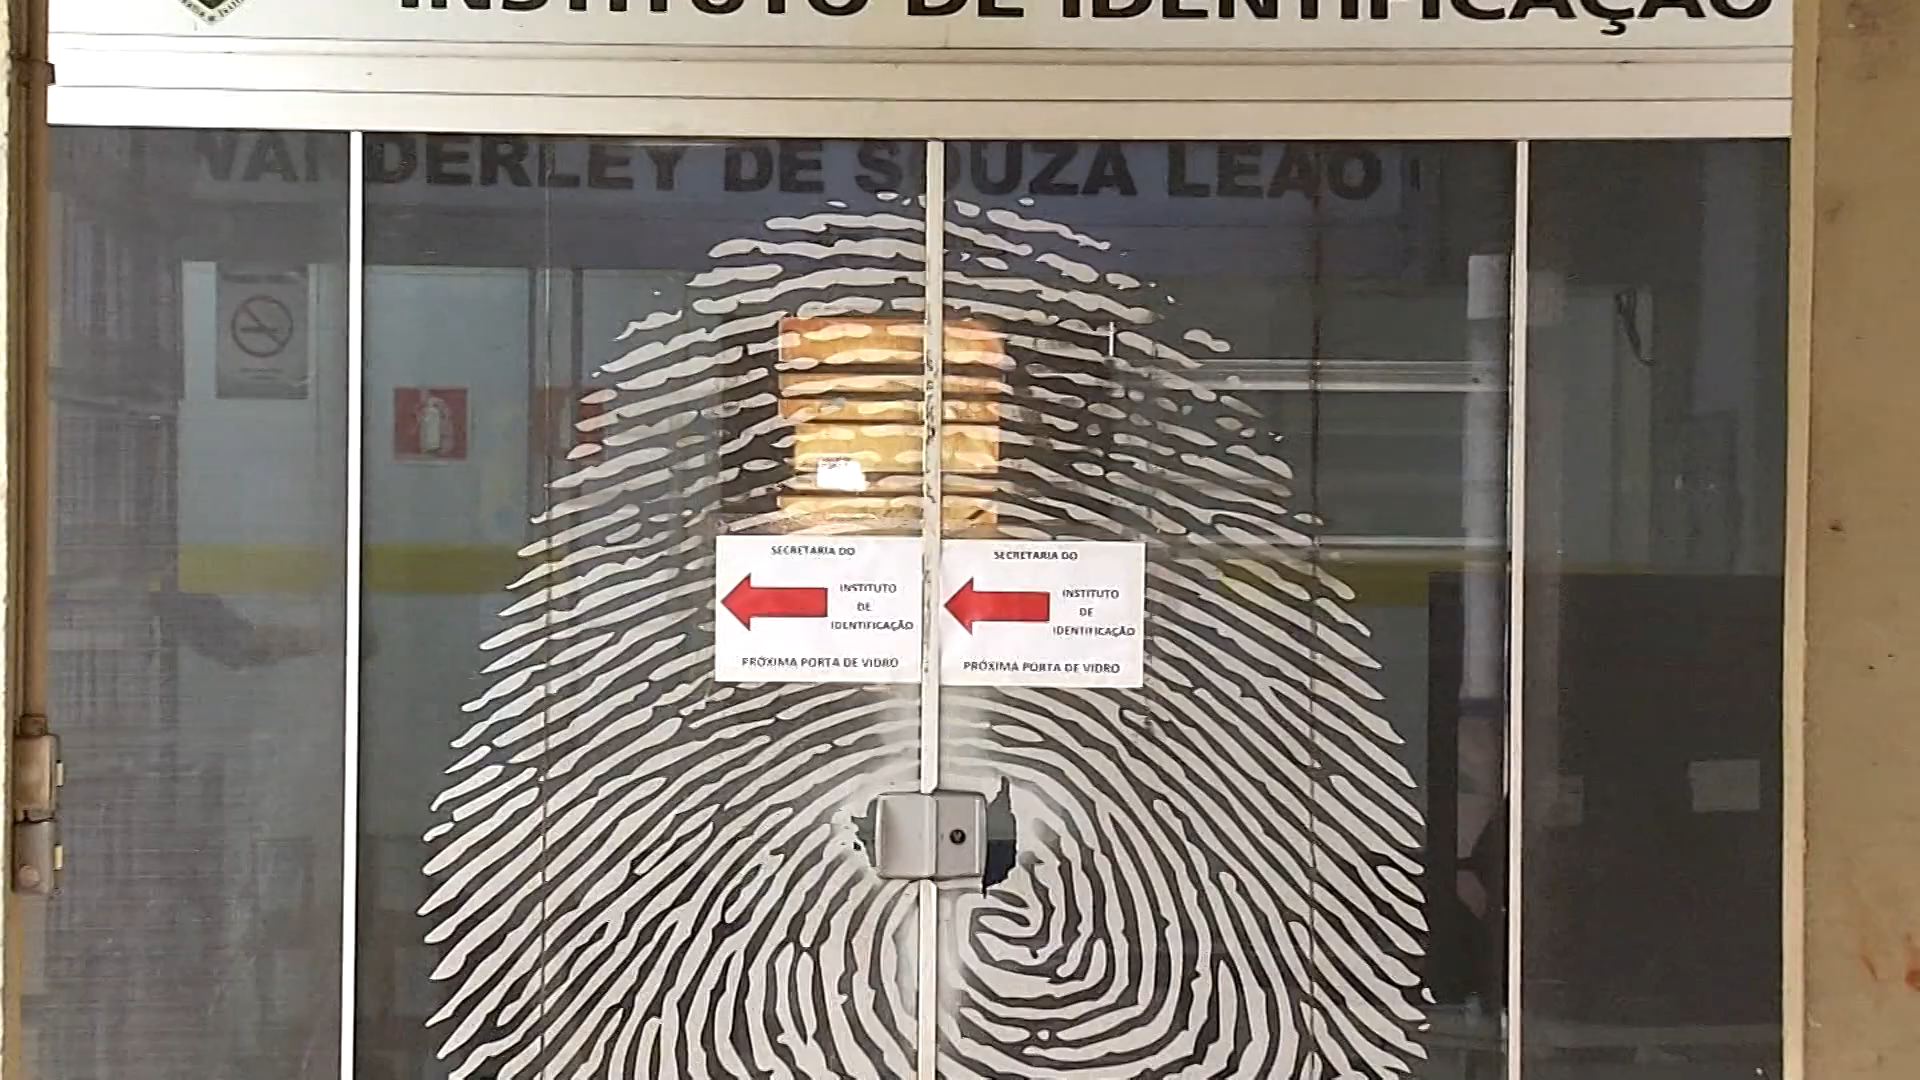 INSTITUTO DE IDENTIFICAÇÃO
VANDERLEY DE SOUZA LEÃO
SECRETARIA DO
INSTITUTO
DE
IDENTIFICAÇÃO
PRÓXIMA PORTA DE VIDRO
SECRETARIA DO
INSTITUTO
DE
IDENTIFICAÇÃO
PRÓXIMA PORTA DE VIDRO